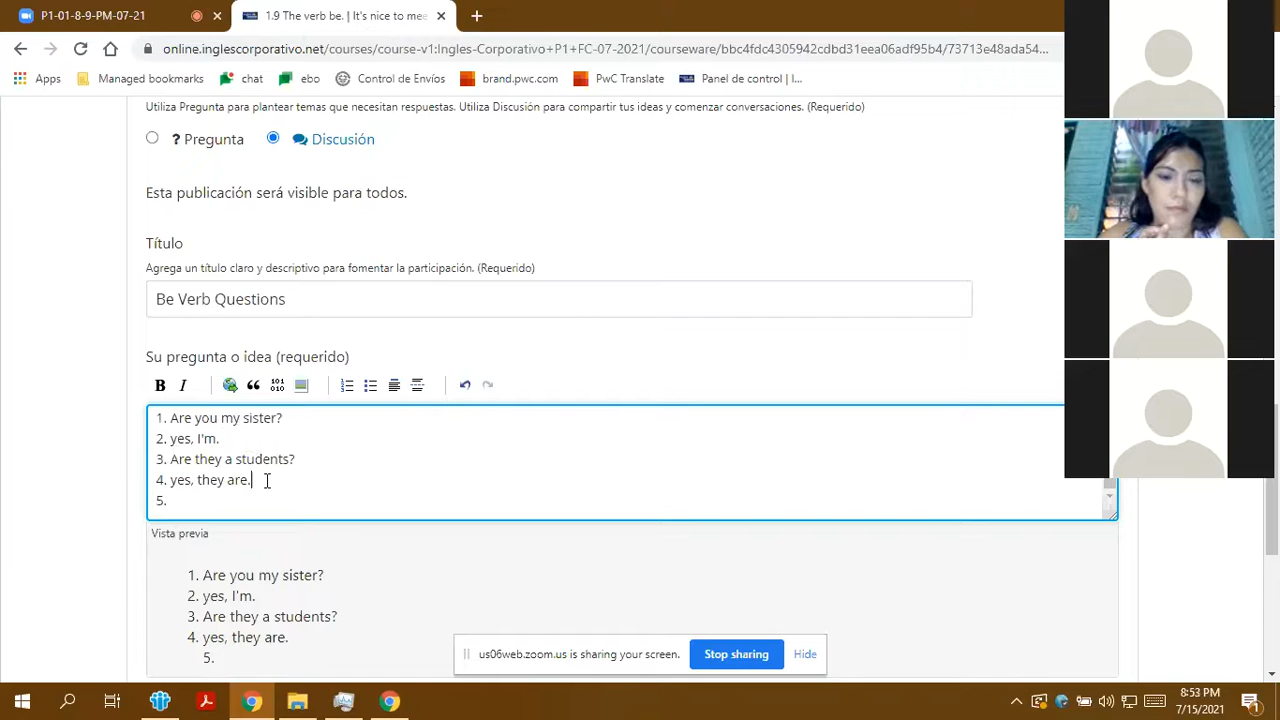 P1-01-8-9-PM-07-21
1.9 The verb be. | It's nice to mee
online.inglescorporativo.net/courses/course-v1:Ingles-Corporativo+P1+FC-07-2021/courseware/bbc4fdc4305942cdbd31eea06adf95b4/73713e48ada54...
Apps
Managed bookmarks
chat
ebo
Control de Envíos
brand.pwc.com
PwC Translate
Panel de control | I...
Utiliza Pregunta para plantear temas que necesitan respuestas. Utiliza Discusión para compartir tus ideas y comenzar conversaciones. (Requerido)
? Pregunta
Discusión
Esta publicación será visible para todos.
Título
Agrega un título claro y descriptivo para fomentar la participación. (Requerido)
Be Verb Questions
Su pregunta o idea (requerido)
B I
101 010
1. Are you my sister?
2. yes, I'm.
3. Are they a students?
4. yes, they are.
5.
Vista previa
1. Are you my sister?
2. yes, I'm.
3. Are they a students?
4. yes, they are.
5.
us06web.zoom.us is sharing your screen.
Stop sharing
Hide
8:53 PM
7/15/2021
1